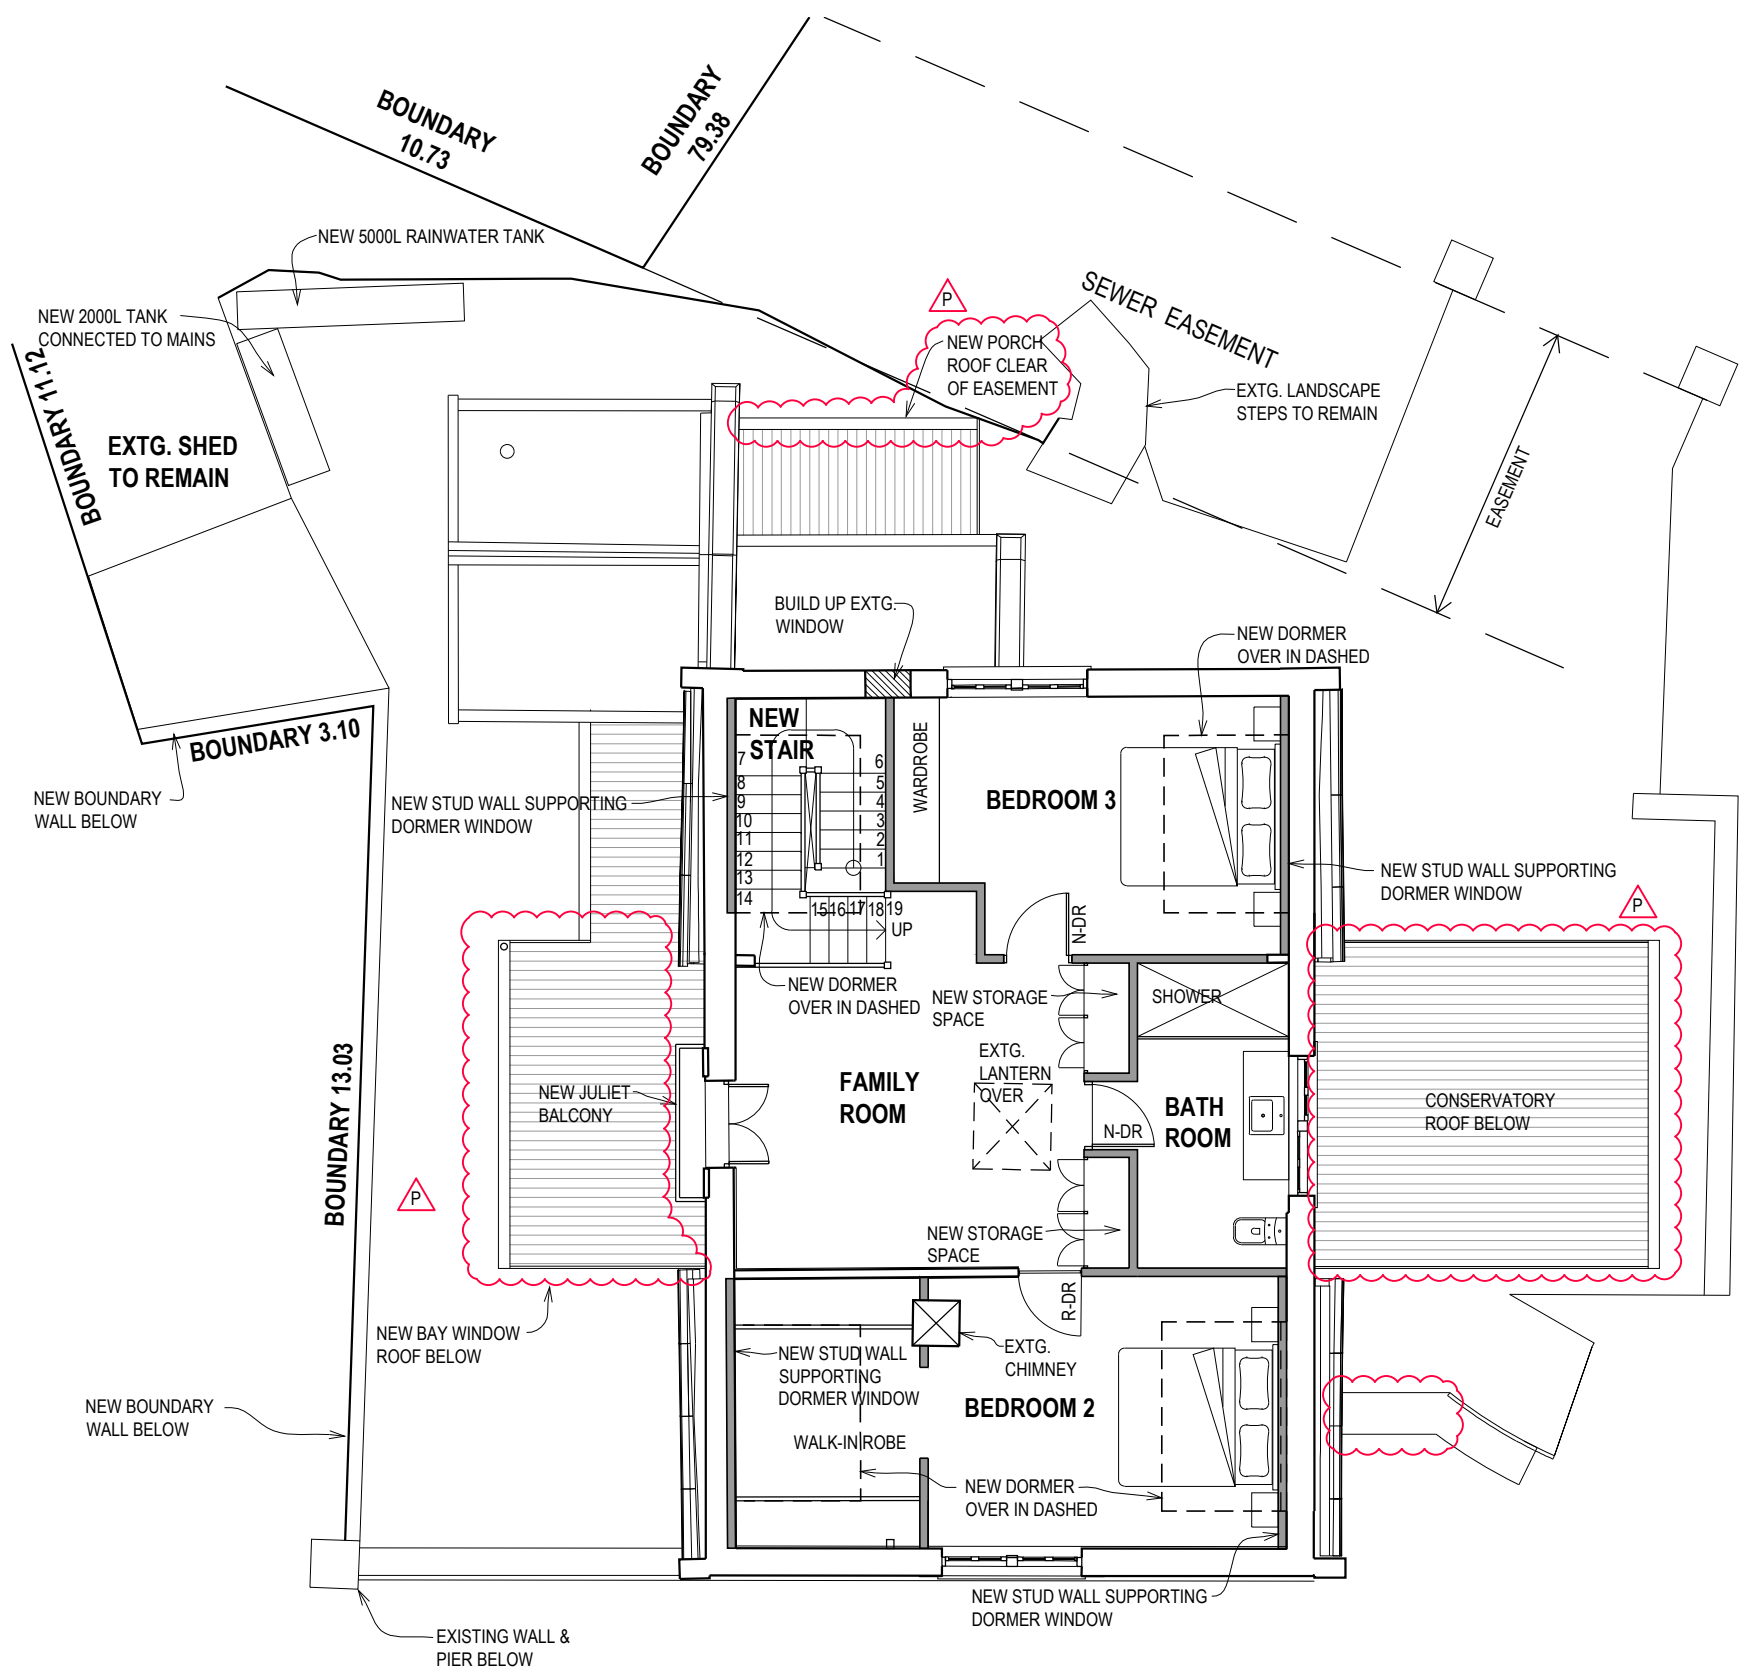 BOUNDARY
10.73
BOUNDARY
79.38
NEW 5000L RAINWATER TANK
NEW 2000L TANK
CONNECTED TO MAINS
BOUNDARY 11.12
EXTG. SHED
TO REMAIN
P
NEW PORCH
ROOF CLEAR
OF EASEMENT
SEWER EASEMENT
EXTG. LANDSCAPE
STEPS TO REMAIN
EASEMENT
BUILD UP EXTG.
WINDOW
NEW DORMER
OVER IN DASHED
BOUNDARY 3.10
NEW BOUNDARY
WALL BELOW
NEW STUD WALL SUPPORTING
DORMER WINDOW
NEW
STAIR
7
8
9
10
11
12
13
14
6
5
4
3
2
1
15
16
17
18
19
UP
WARDROBE
BEDROOM 3
N-DR
NEW STUD WALL SUPPORTING
DORMER WINDOW
P
NEW DORMER
OVER IN DASHED
NEW STORAGE
SPACE
SHOWER
EXTG.
LANTERN
OVER
FAMILY
ROOM
N-DR
BATH
ROOM
CONSERVATORY
ROOF BELOW
NEW JULIET
BALCONY
BOUNDARY 13.03
P
NEW STORAGE
SPACE
R-DR
NEW BAY WINDOW
ROOF BELOW
NEW STUD WALL
SUPPORTING
DORMER WINDOW
EXTG.
CHIMNEY
BEDROOM 2
WALK-IN ROBE
NEW DORMER
OVER IN DASHED
NEW BOUNDARY
WALL BELOW
NEW STUD WALL SUPPORTING
DORMER WINDOW
EXISTING WALL &
PIER BELOW